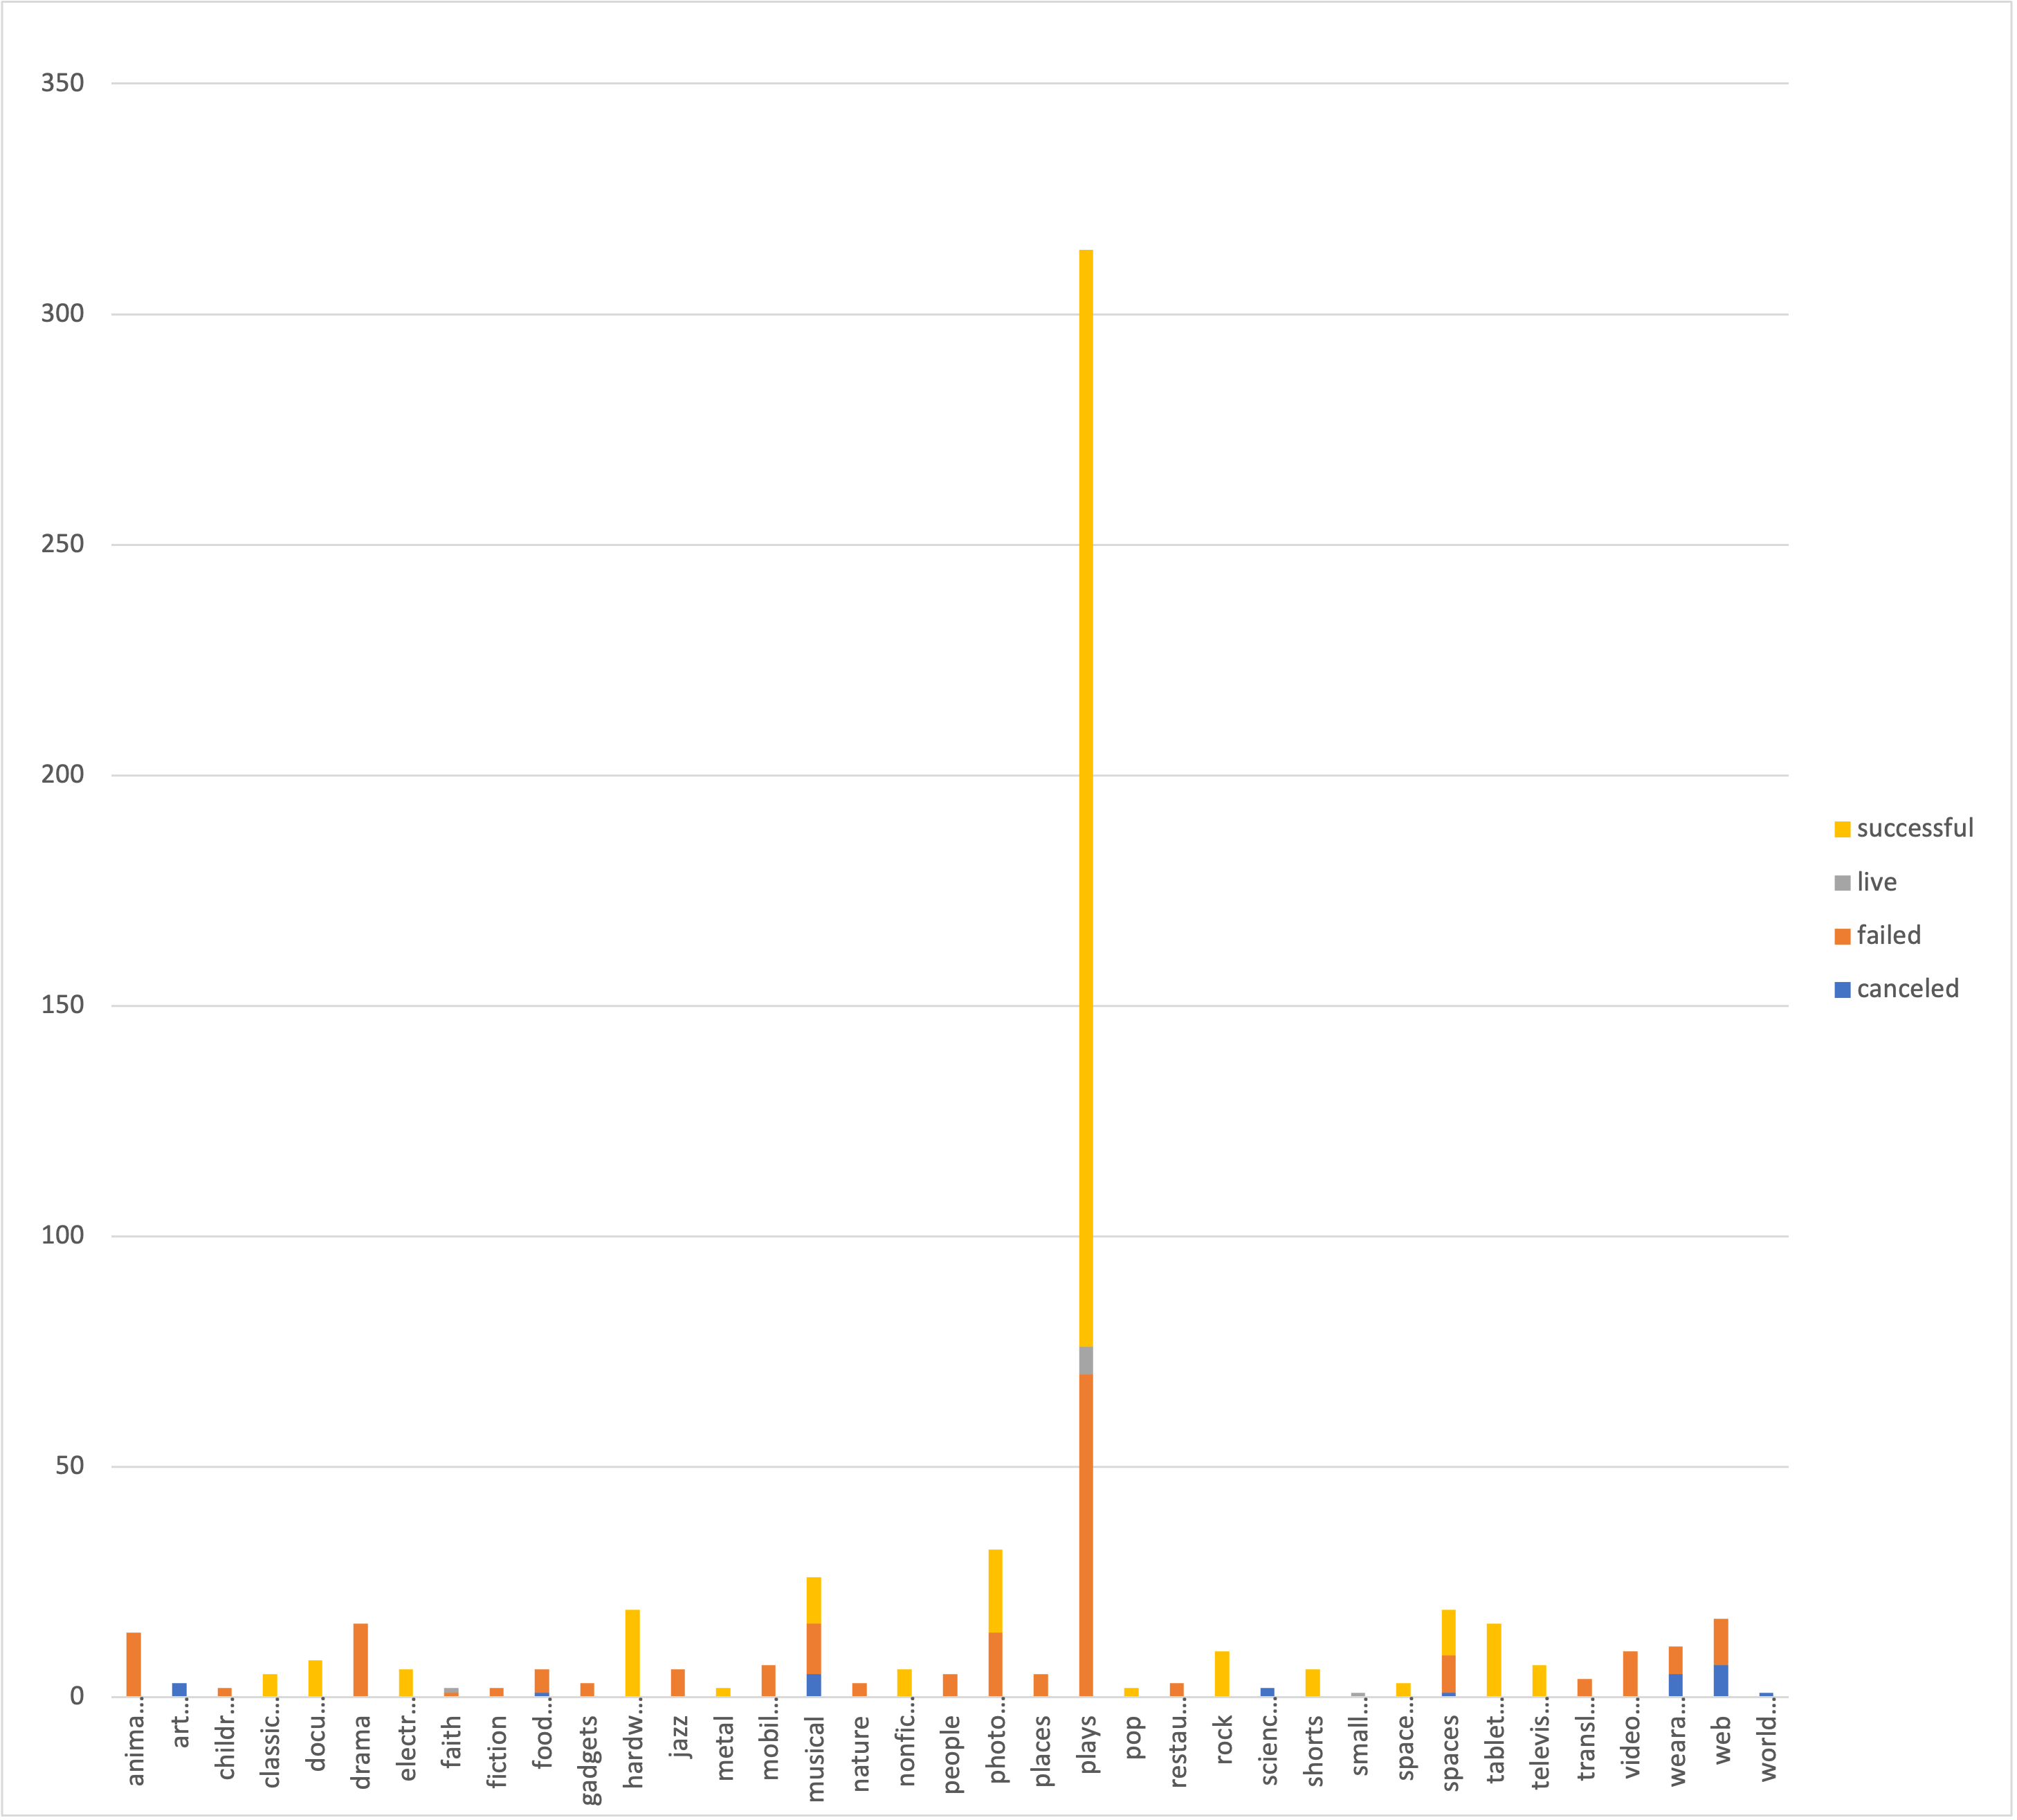 350
300
250
200
150
100
50
0
anima...
art...
childr...
classic...
docu...
drama
electr...
faith
fiction
food...
gadgets
hardw...
jazz
metal
mobil...
musical
nature
nonfic...
people
photo...
places
plays
pop
restau...
rock
scienc...
shorts
small...
space...
spaces
tablet...
televis...
transl...
video...
weara...
web
world...
successful
live
failed
canceled